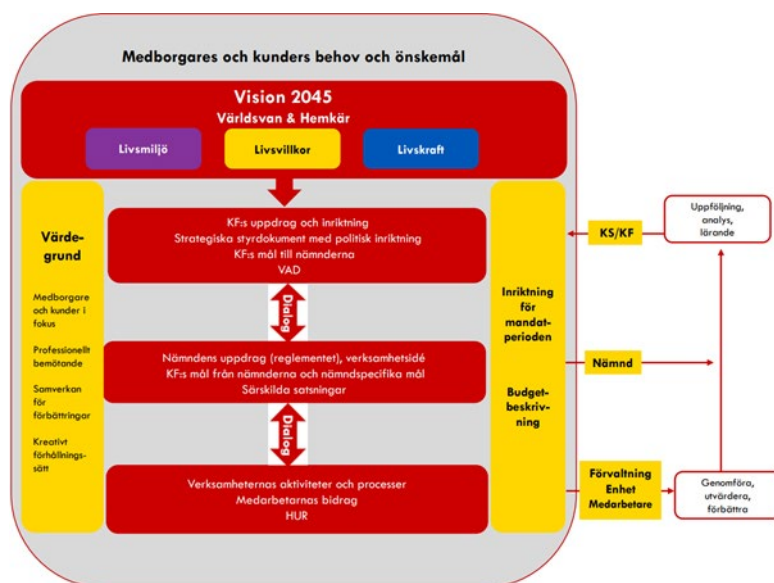 Medborgares och kunders behov och önskemål
Vision 2045
Världsvan & Hemkär
Livsmiljö
Livsvillkor
Livskraft
Värde-
grund
Medborgare
och kunder i
fokus
Professionellt
bemötande
Samverkan
för
förbättringar
Kreativt
förhållnings-
sätt
KF:s uppdrag och inriktning
Strategiska styrdokument med politisk inriktning
KF:s mål till nämnderna
VAD
Dialog
Nämndens uppdrag (reglementet), verksamhetsidé
KF:s mål från nämnderna och nämndspecifika mål
Särskilda satsningar
Dialog
Verksamheternas aktiviteter och processer
Medarbetarnas bidrag
HUR
Inriktning
för
mandat-
perioden
Budget-
beskriv-
ning
KS/KF
Uppföljning,
analys,
lärande
Nämnd
Förvaltning
Enhet
Medarbetare
Genomföra,
utvärdera,
förbättra